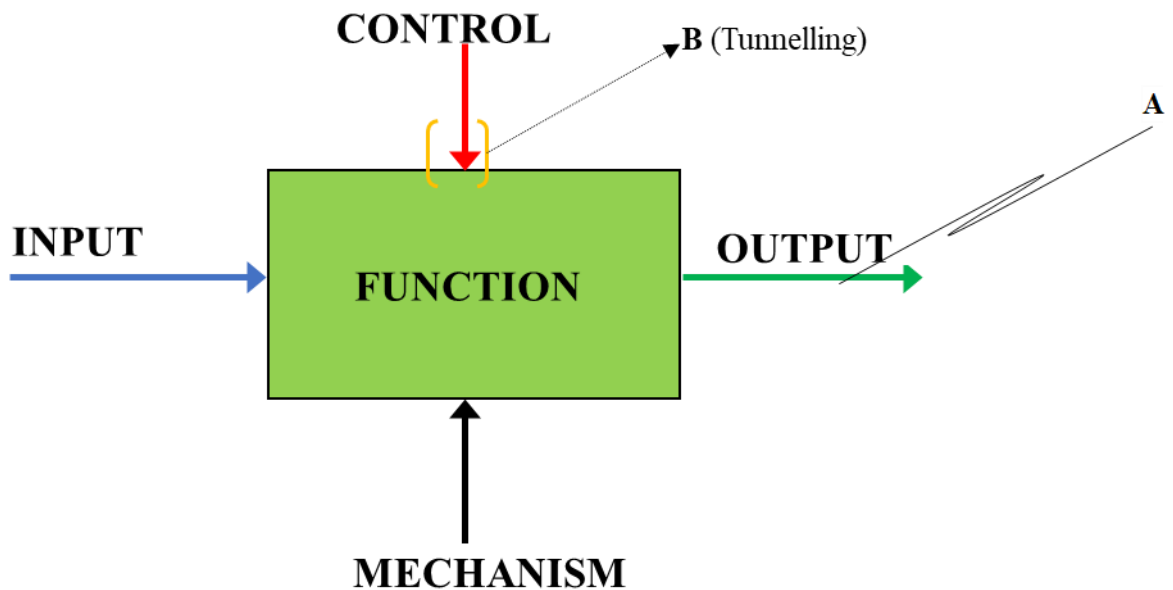 CONTROL
B (Tunnelling)
A
INPUT
OUTPUT
FUNCTION
MECHANISM